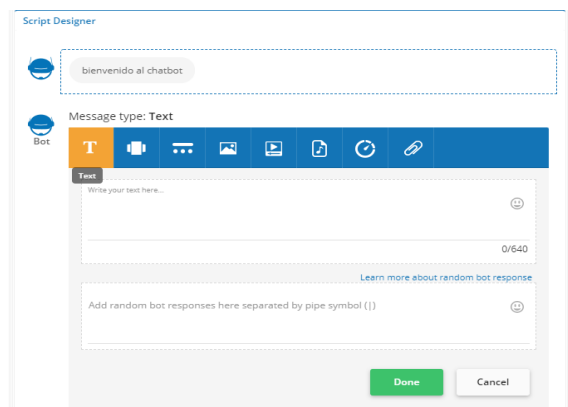 Script Designer
bienvenido al chatbot
Message type: Text
Bot
T
Text
Write your text here...
0/640
Learn more about random bot response
Add random bot responses here separated by pipe symbol (|)
Done
Cancel